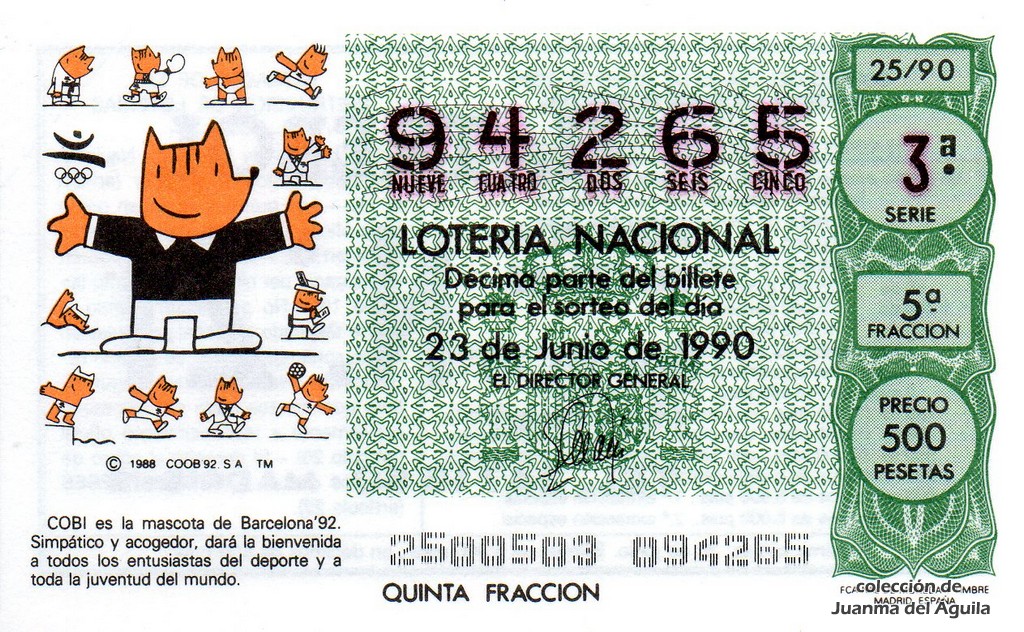 25/90
94265
NUEVE CUATRO DOS SEIS CINCO
3ª
SERIE
LOTERIA NACIONAL
Décima parte del billete
para el sorteo del día
23 de Junio de 1990
EL DIRECTOR GENERAL
5ª
FRACCION
PRECIO
500
PESETAS
© 1988 COOB 92. S A TM
COBI es la mascota de Barcelona'92.
Simpático y acogedor, dará la bienvenida
a todos los entusiastas del deporte y a
toda la juventud del mundo.
2500503 094265
QUINTA FRACCION
MADRID. ESPAÑA
colección de
Juanma del Águila